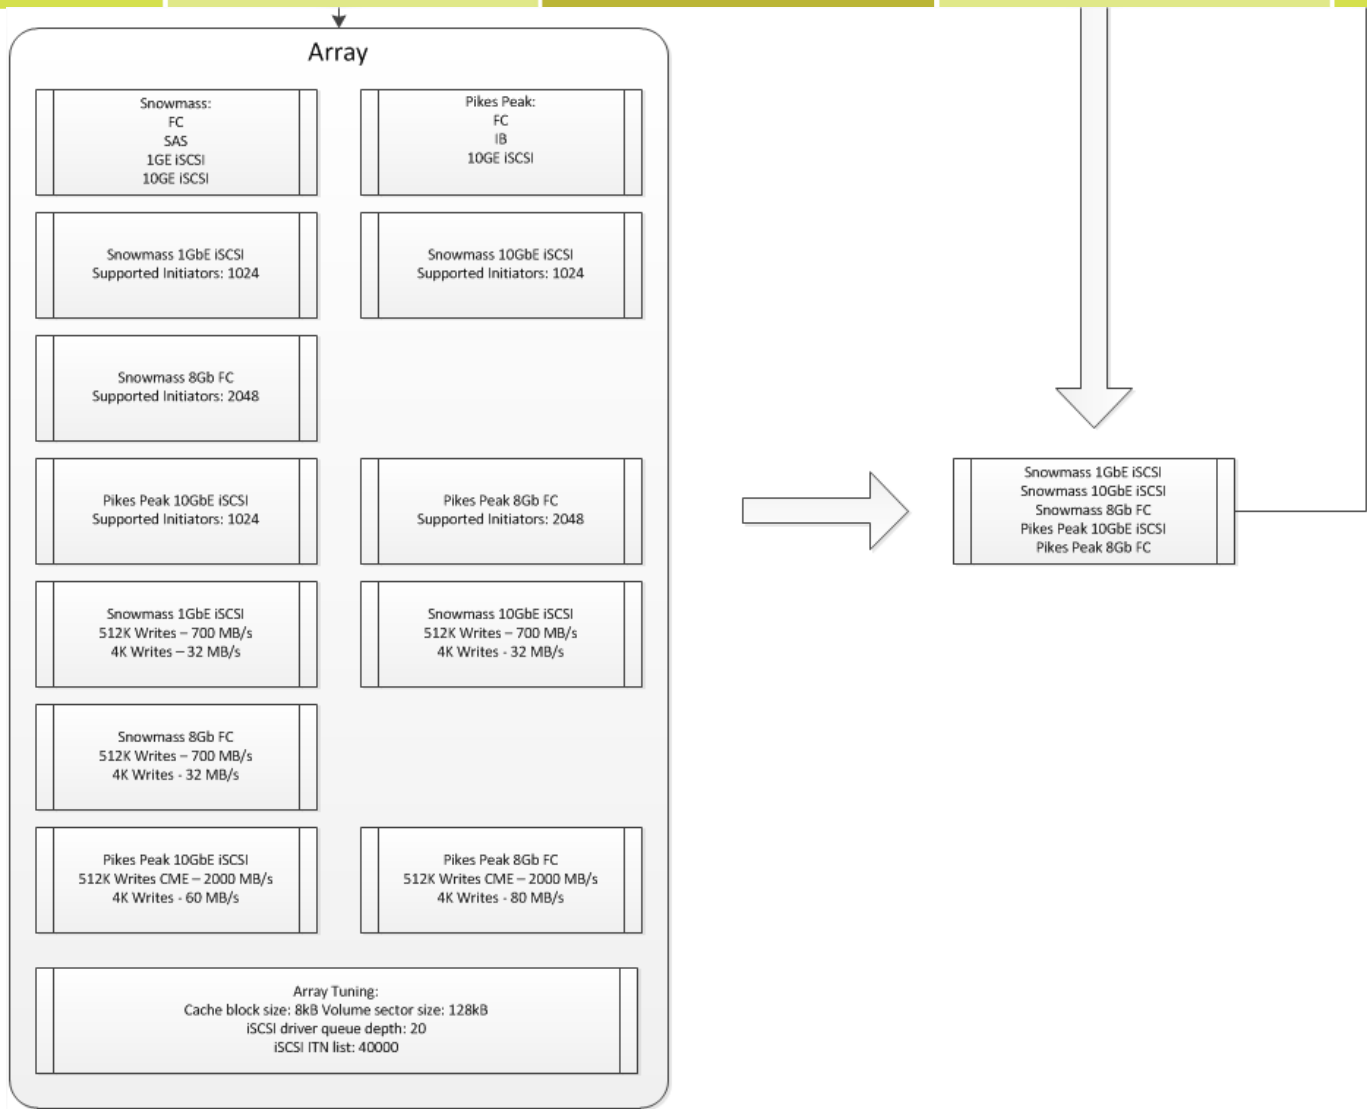 Array
Snowmass:
FC
SAS
1GE iSCSI
10GE iSCSI
Pikes Peak:
FC
IB
10GE iSCSI
Snowmass 1GbE iSCSI
Supported Initiators: 1024
Snowmass 10GbE iSCSI
Supported Initiators: 1024
Snowmass 8Gb FC
Supported Initiators: 2048
Pikes Peak 10GbE iSCSI
Supported Initiators: 1024
Pikes Peak 8Gb FC
Supported Initiators: 2048
Snowmass 1GbE iSCSI
512K Writes – 700 MB/s
4K Writes – 32 MB/s
Snowmass 10GbE iSCSI
512K Writes – 700 MB/s
4K Writes - 32 MB/s
Snowmass 8Gb FC
512K Writes – 700 MB/s
4K Writes - 32 MB/s
Pikes Peak 10GbE iSCSI
512K Writes CME – 2000 MB/s
4K Writes - 60 MB/s
Pikes Peak 8Gb FC
512K Writes CME – 2000 MB/s
4K Writes - 80 MB/s
Array Tuning:
Cache block size: 8kB Volume sector size: 128kB
iSCSI driver queue depth: 20
iSCSI ITN list: 40000
Snowmass 1GbE iSCSI
Snowmass 10GbE iSCSI
Snowmass 8Gb FC
Pikes Peak 10GbE iSCSI
Pikes Peak 8Gb FC